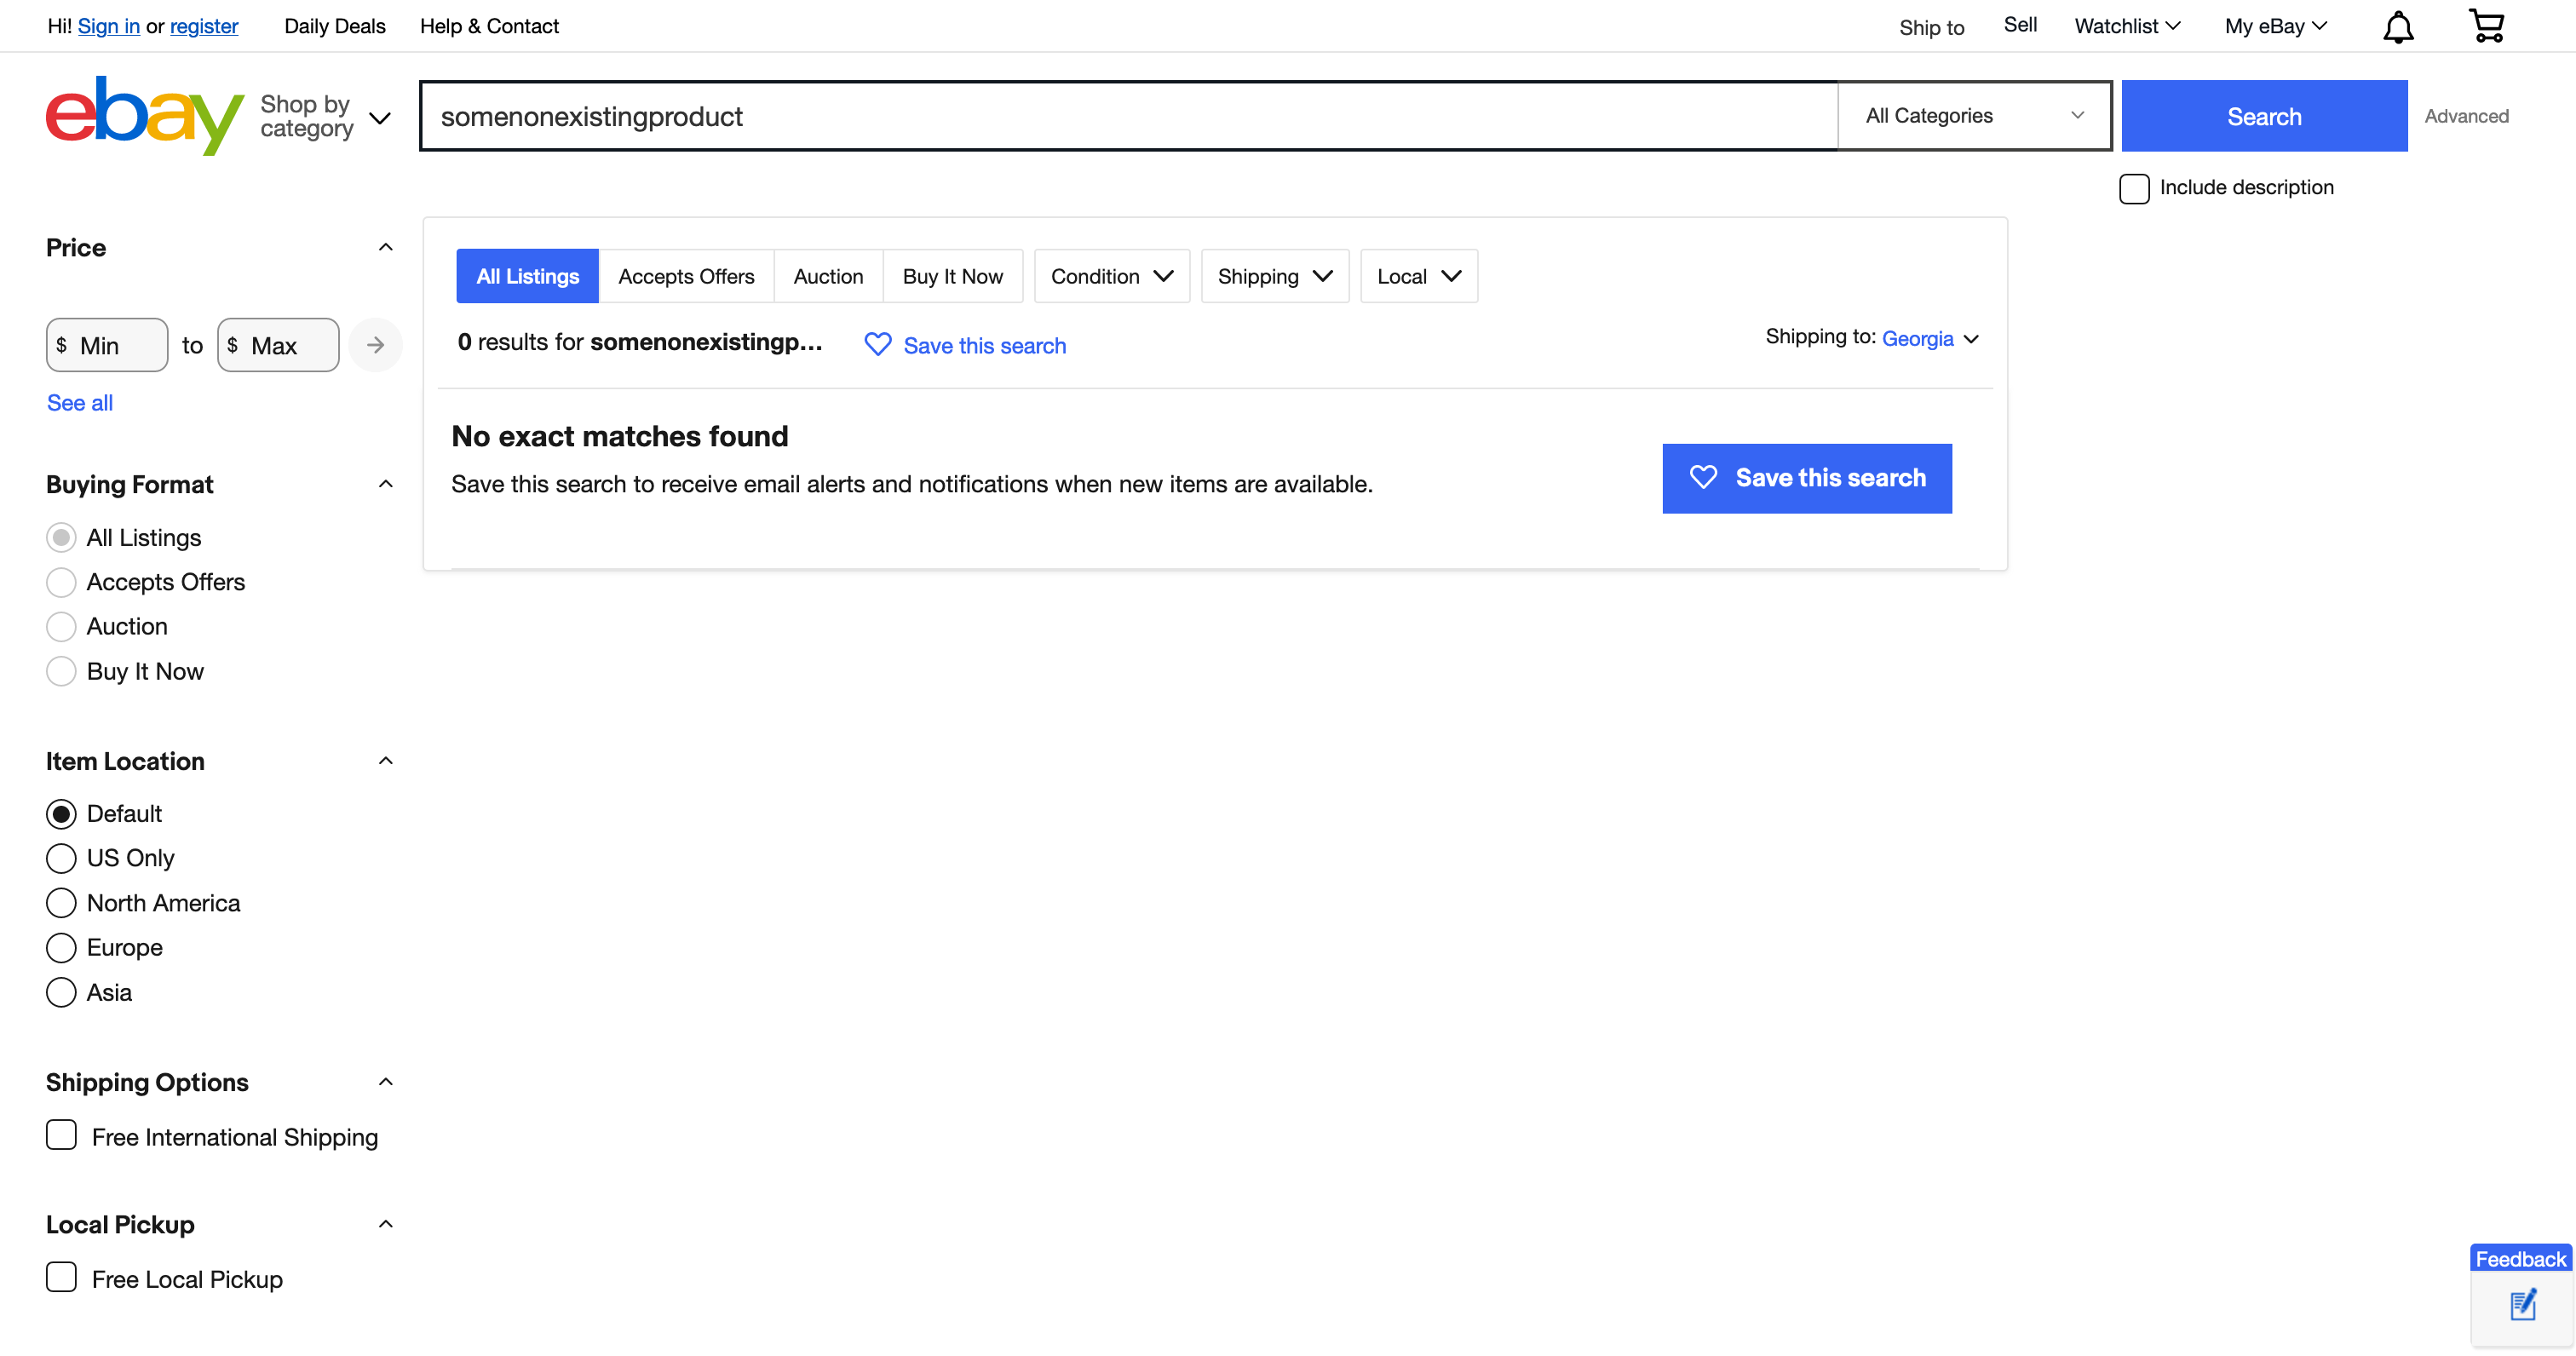 Hi! Sign in or register Daily Deals Help & Contact Ship to Sell Watchlist My eBay
ebay Shop by category somenonexistingproduct All Categories Search Advanced
Include description
Price
$ Min to $ Max
See all
Buying Format
All Listings
Accepts Offers
Auction
Buy It Now
Item Location
Default
US Only
North America
Europe
Asia
Shipping Options
Free International Shipping
Local Pickup
Free Local Pickup
All Listings Accepts Offers Auction Buy It Now Condition Shipping Local
0 results for somenonexistingp... Save this search Shipping to: Georgia
No exact matches found
Save this search to receive email alerts and notifications when new items are available.
Save this search
Feedback